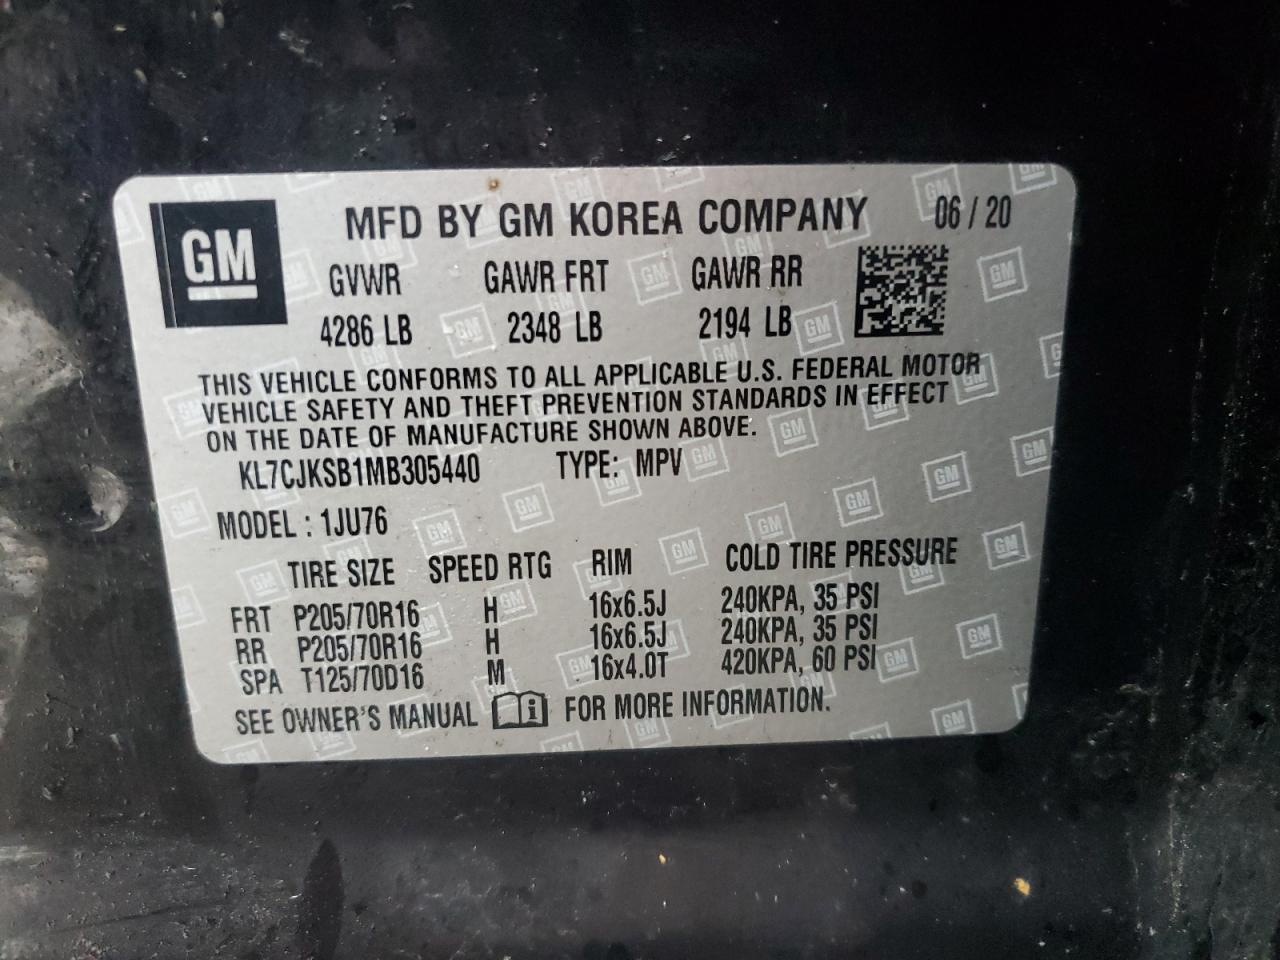 GM
MFD BY GM KOREA COMPANY 06 / 20
GVWR GAWR FRT GAWR RR
4286 LB 2348 LB 2194 LB
THIS VEHICLE CONFORMS TO ALL APPLICABLE U.S. FEDERAL MOTOR
VEHICLE SAFETY AND THEFT PREVENTION STANDARDS IN EFFECT
ON THE DATE OF MANUFACTURE SHOWN ABOVE.
KL7CJKSB1MB305440 TYPE: MPV
MODEL : 1JU76
TIRE SIZE SPEED RTG RIM COLD TIRE PRESSURE
FRT P205/70R16 H 16x6.5J 240KPA, 35 PSI
RR P205/70R16 H 16x6.5J 240KPA, 35 PSI
SPA T125/70D16 M 16x4.0T 420KPA, 60 PSI
SEE OWNER'S MANUAL i FOR MORE INFORMATION.